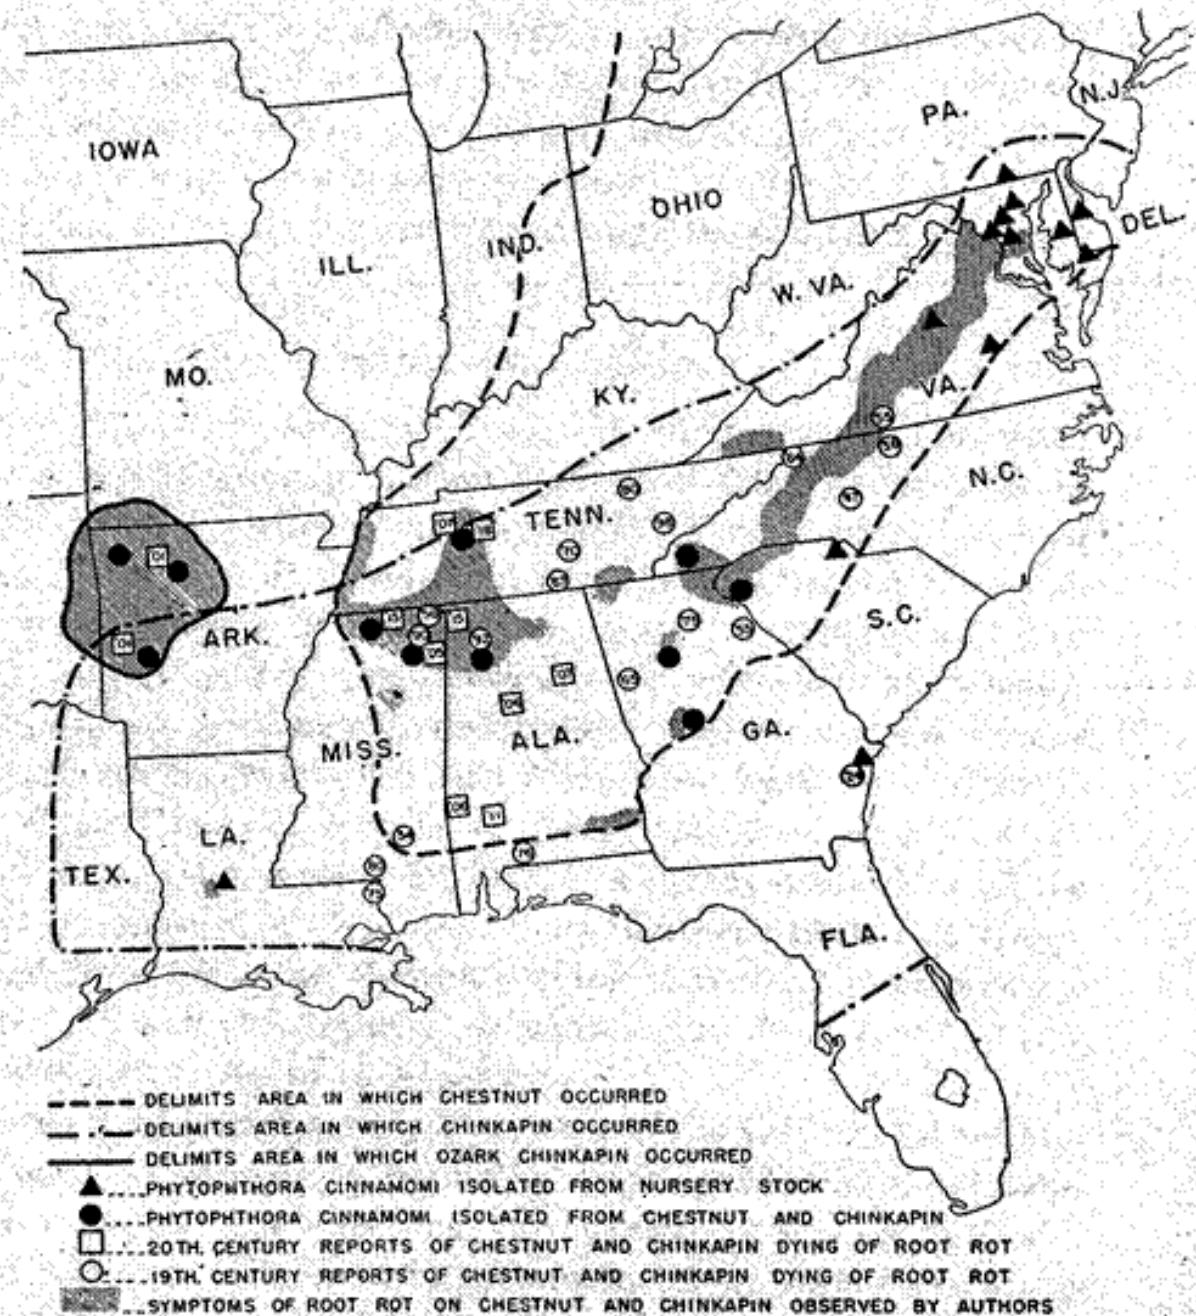 PA.
N.J.
IOWA
OHIO
DEL.
IND.
ILL.
W. VA.
MO.
KY.
VA.
N.C.
TENN.
S.C.
ARK.
MISS.
ALA.
GA.
LA.
TEX.
FLA.
DELIMITS AREA IN WHICH CHESTNUT OCCURRED
DELIMITS AREA IN WHICH CHINKAPIN OCCURRED
DELIMITS AREA IN WHICH OZARK CHINKAPIN OCCURRED
....PHYTOPHTHORA CINNAMOMI ISOLATED FROM NURSERY STOCK
....PHYTOPHTHORA CINNAMOMI ISOLATED FROM CHESTNUT AND CHINKAPIN
....20TH. CENTURY REPORTS OF CHESTNUT AND CHINKAPIN DYING OF ROOT ROT
....19TH. CENTURY REPORTS OF CHESTNUT AND CHINKAPIN DYING OF ROOT ROT
..SYMPTOMS OF ROOT ROT ON CHESTNUT AND CHINKAPIN OBSERVED BY AUTHORS